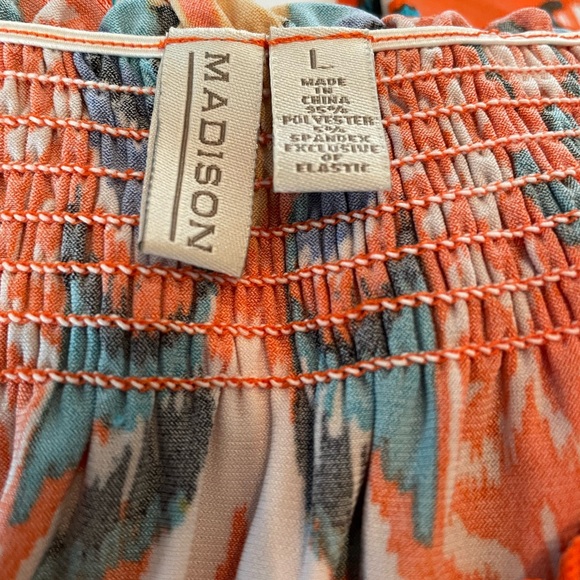 MADISON
L
MADE
IN
CHINA
95%
POLYESTER
5%
SPANDEX
EXCLUSIVE
OF
ELASTIC